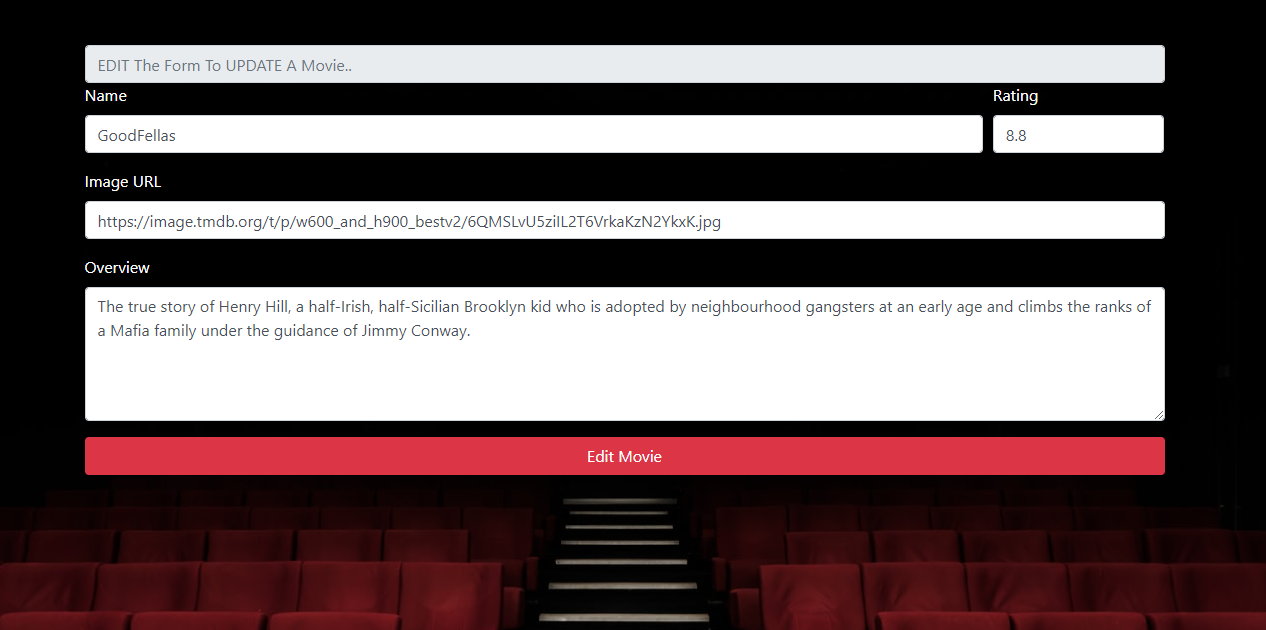 EDIT The Form To UPDATE A Movie..
Name
Rating
GoodFellas
8.8
Image URL
https://image.tmdb.org/t/p/w600_and_h900_bestv2/6QMSLvU5ziIL2T6VrkaKzN2YkxK.jpg
Overview
The true story of Henry Hill, a half-Irish, half-Sicilian Brooklyn kid who is adopted by neighbourhood gangsters at an early age and climbs the ranks of
a Mafia family under the guidance of Jimmy Conway.
Edit Movie